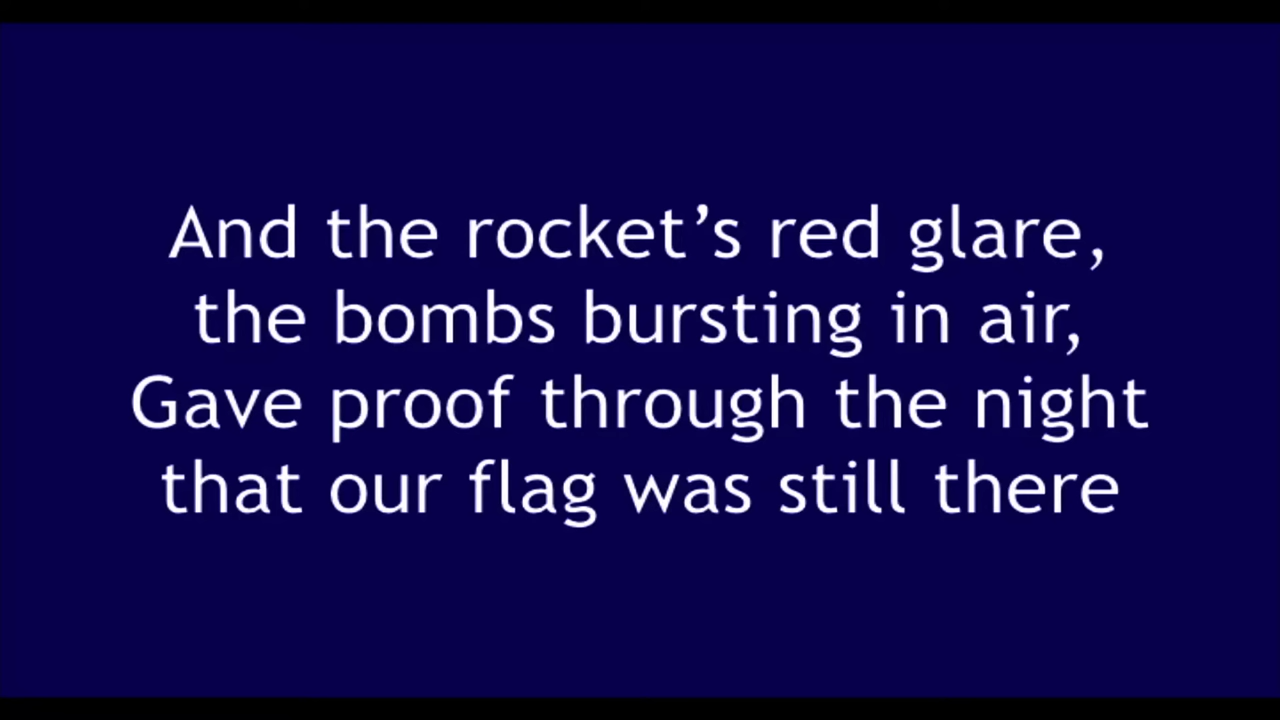 And the rocket’s red glare,
the bombs bursting in air,
Gave proof through the night
that our flag was still there